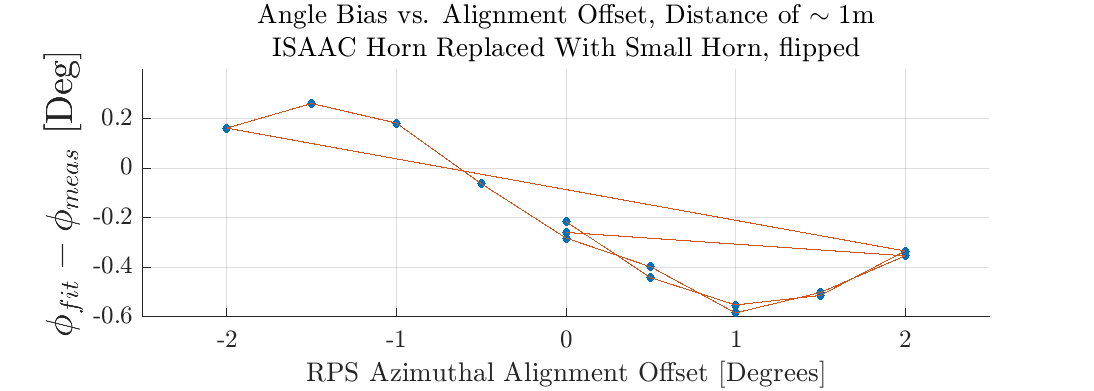 Angle Bias vs. Alignment Offset, Distance of ∼ 1m
ISAAC Horn Replaced With Small Horn, flipped
ϕ_fit − ϕ_meas [Deg]
0.2
0
-0.2
-0.4
-0.6
-2
-1
0
1
2
RPS Azimuthal Alignment Offset [Degrees]